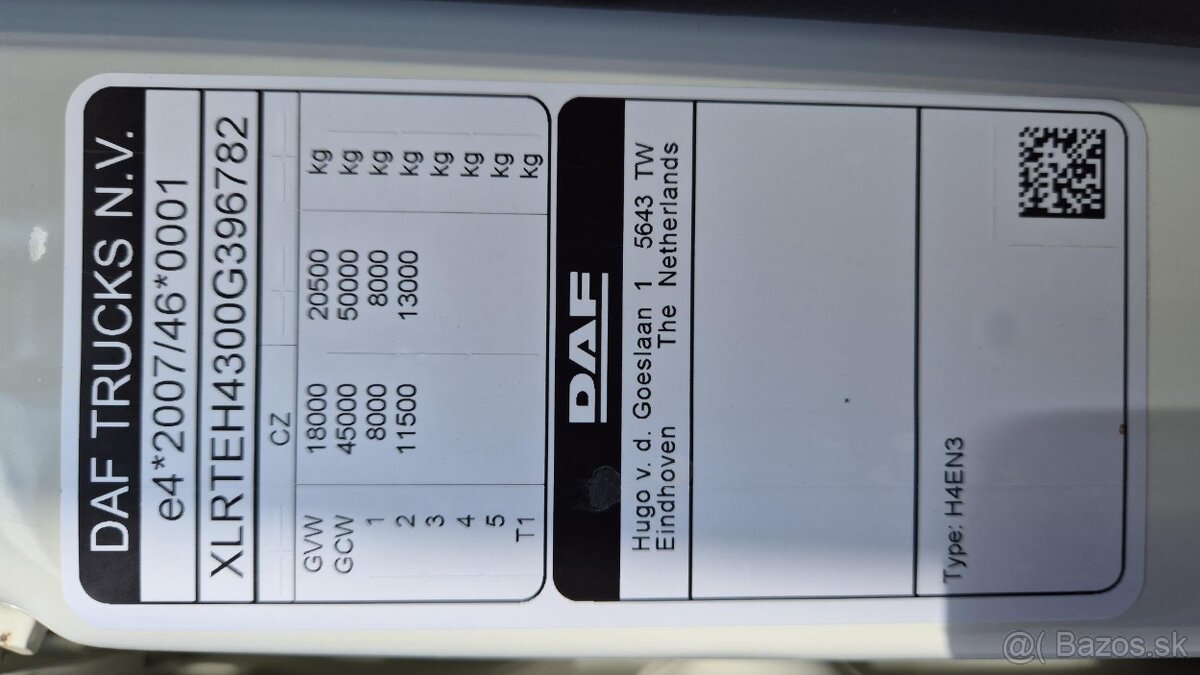 DAF TRUCKS N.V.
e4*2007/46*0001
XLRTEH4300G396782
CZ
GVW 18000 20500 kg
GCW 45000 50000 kg
1 8000 8000 kg
2 11500 13000 kg
3 kg
4 kg
5 kg
T1 kg
DAF
Hugo v. d. Goeslaan 1 5643 TW
Eindhoven The Netherlands
Type: H4EN3
@( Bazos.sk